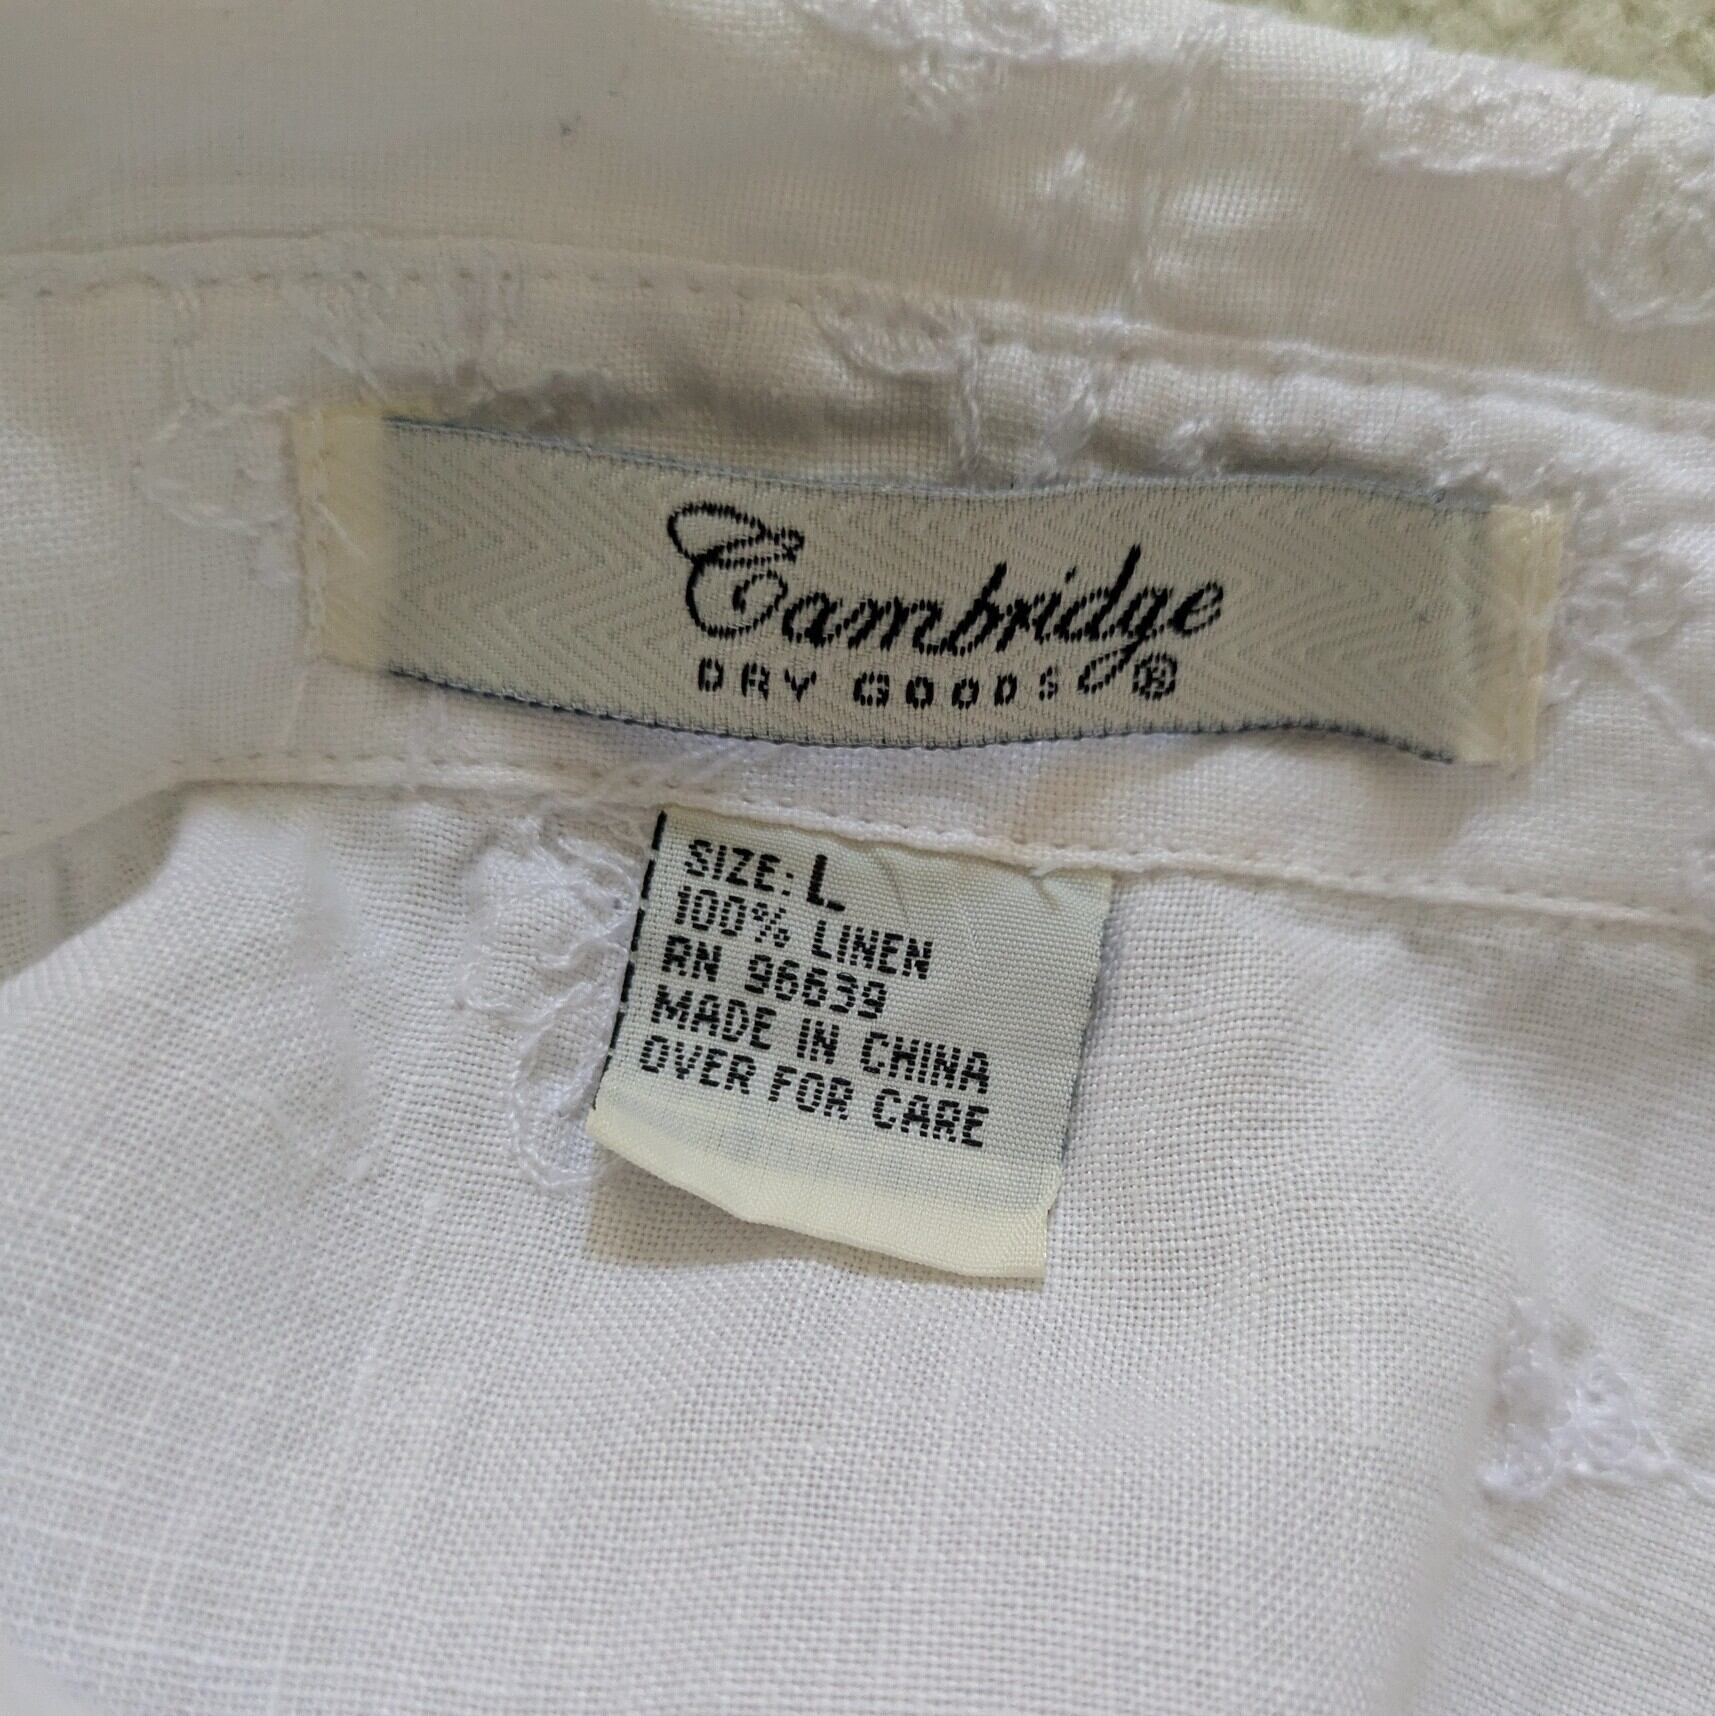 Cambridge
DRY GOODS ®
SIZE: L
100% LINEN
RN 96639
MADE IN CHINA
OVER FOR CARE